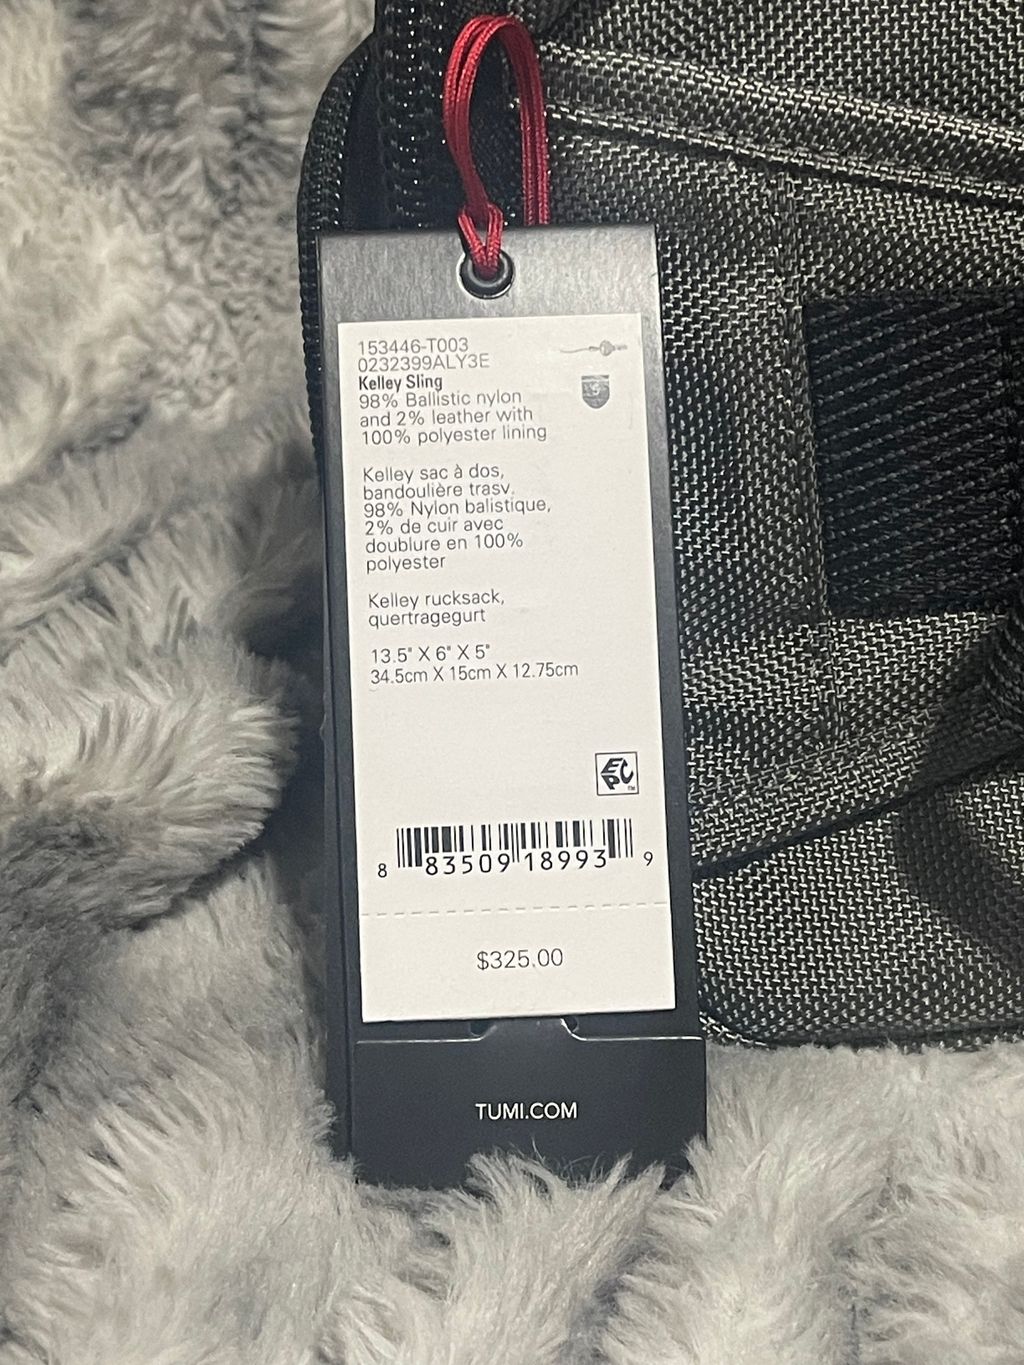 153446-T003
0232399ALY3E
Kelley Sling
98% Ballistic nylon
and 2% leather with
100% polyester lining
Kelley sac à dos,
bandoulière trasv.
98% Nylon balistique,
2% de cuir avec
doublure en 100%
polyester
Kelley rucksack,
quertragegurt
13.5" X 6" X 5"
34.5cm X 15cm X 12.75cm
EPC
8 83509 18993 9
$325.00
TUMI.COM